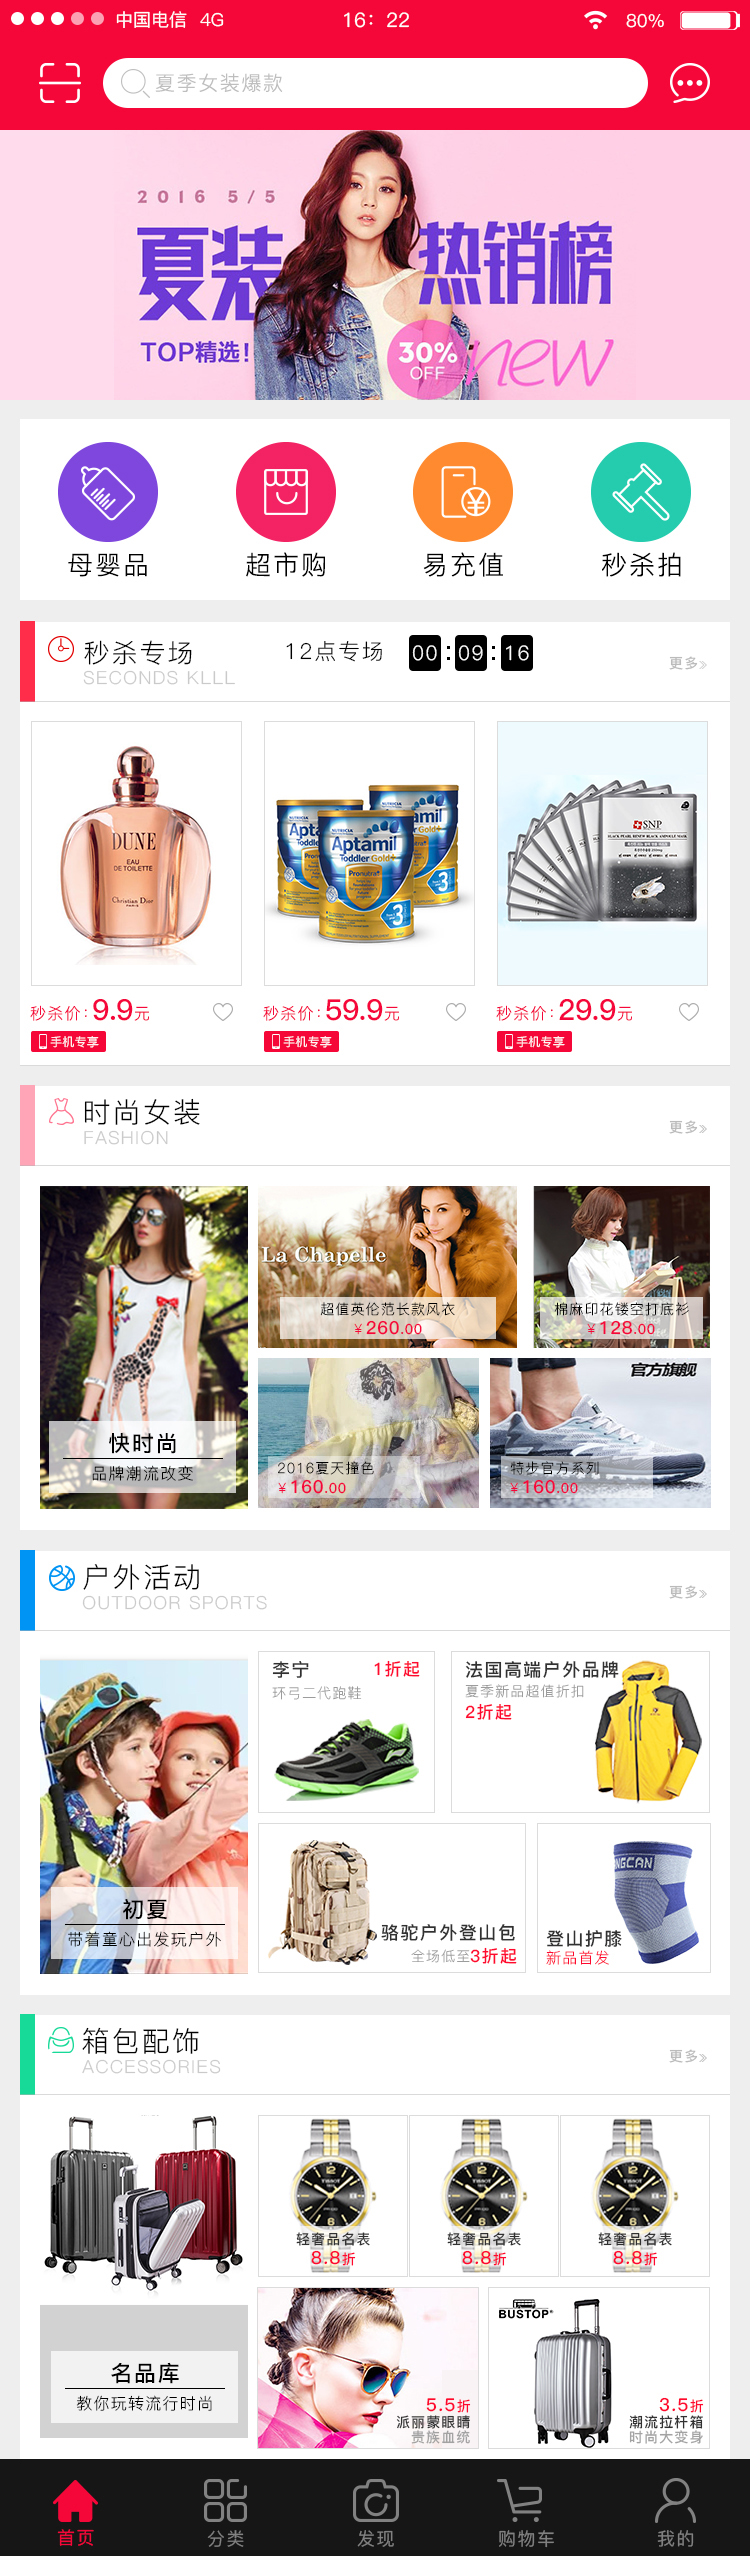 中国电信 4G 16：22 80%
夏季女装爆款
2016 5/5
夏装 热销榜
TOP精选！
30%
OFF
new
母婴品 超市购 易充值 秒杀拍
秒杀专场 12点专场 00:09:16
SECONDS KLLL
更多»
DUNE
EAU
DE TOILETTE
Christian Dior
PARIS
NUTRICIA
Aptamil
Toddler Gold+
Pronutra+
3
SNP
BLACK PEARL RENEW BLACK AMPOULE MASK
秒杀价:9.9元 秒杀价:59.9元 秒杀价:29.9元
手机专享 手机专享 手机专享
时尚女装
FASHION
更多»
La Chapelle
超值英伦范长款风衣
￥260.00
棉麻印花镂空打底衫
￥128.00
快时尚
品牌潮流改变
2016夏天撞色
￥160.00
官方旗舰
特步官方系列
￥160.00
户外活动
OUTDOOR SPORTS
更多»
李宁 1折起
环弓二代跑鞋
法国高端户外品牌
夏季新品超值折扣
2折起
初夏
带着童心出发玩户外
骆驼户外登山包
全场低至3折起
NGCAN
登山护膝
新品首发
箱包配饰
ACCESSORIES
更多»
TISSOT TISSOT TISSOT
轻奢品名表 轻奢品名表 轻奢品名表
8.8折 8.8折 8.8折
名品库
教你玩转流行时尚
5.5折
派丽蒙眼睛
贵族血统
BUSTOP
3.5折
潮流拉杆箱
时尚大变身
首页 分类 发现 购物车 我的